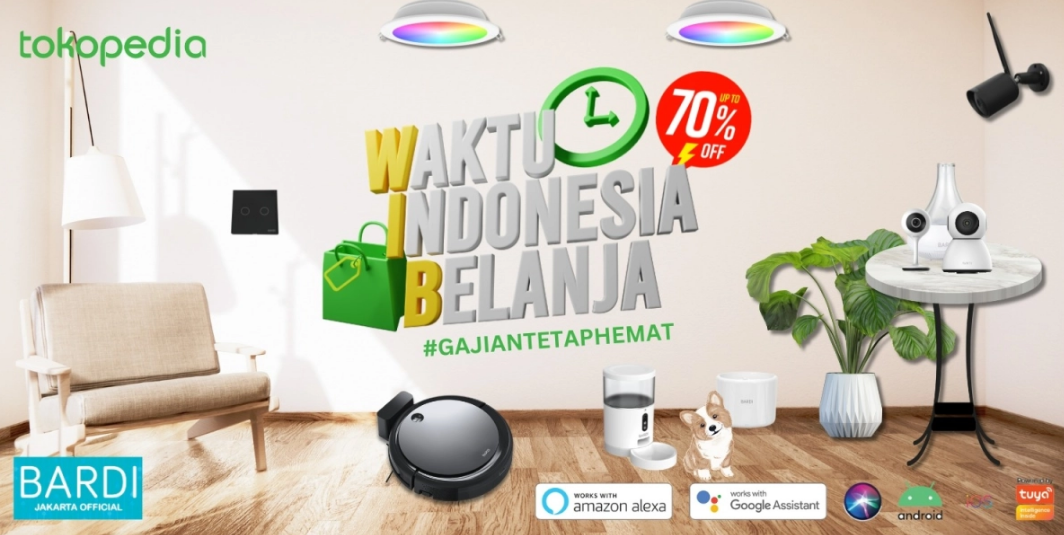 tokopedia
UP TO
70%
OFF
WAKTU
INDONESIA
BELANJA
#GAJIANTETAPHEMAT
BARDI
JAKARTA OFFICIAL
WORKS WITH
amazon alexa
works with
Google Assistant
android
tuya